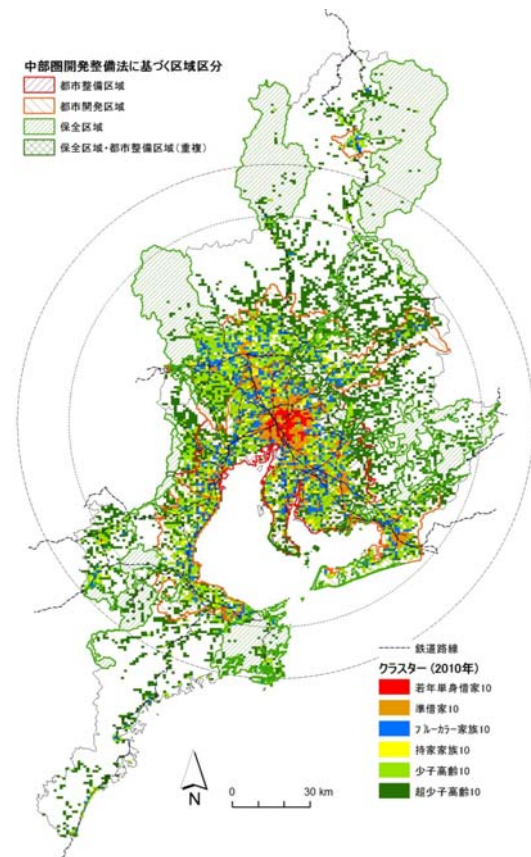 中部圏開発整備法に基づく区域区分
都市整備区域
都市開発区域
保全区域
保全区域・都市整備区域（重複）
鉄道路線
クラスター（2010年）
若年単身借家10
準借家10
ブルーカラー家族10
持家家族10
少子高齢10
超少子高齢10
N
0 30 km